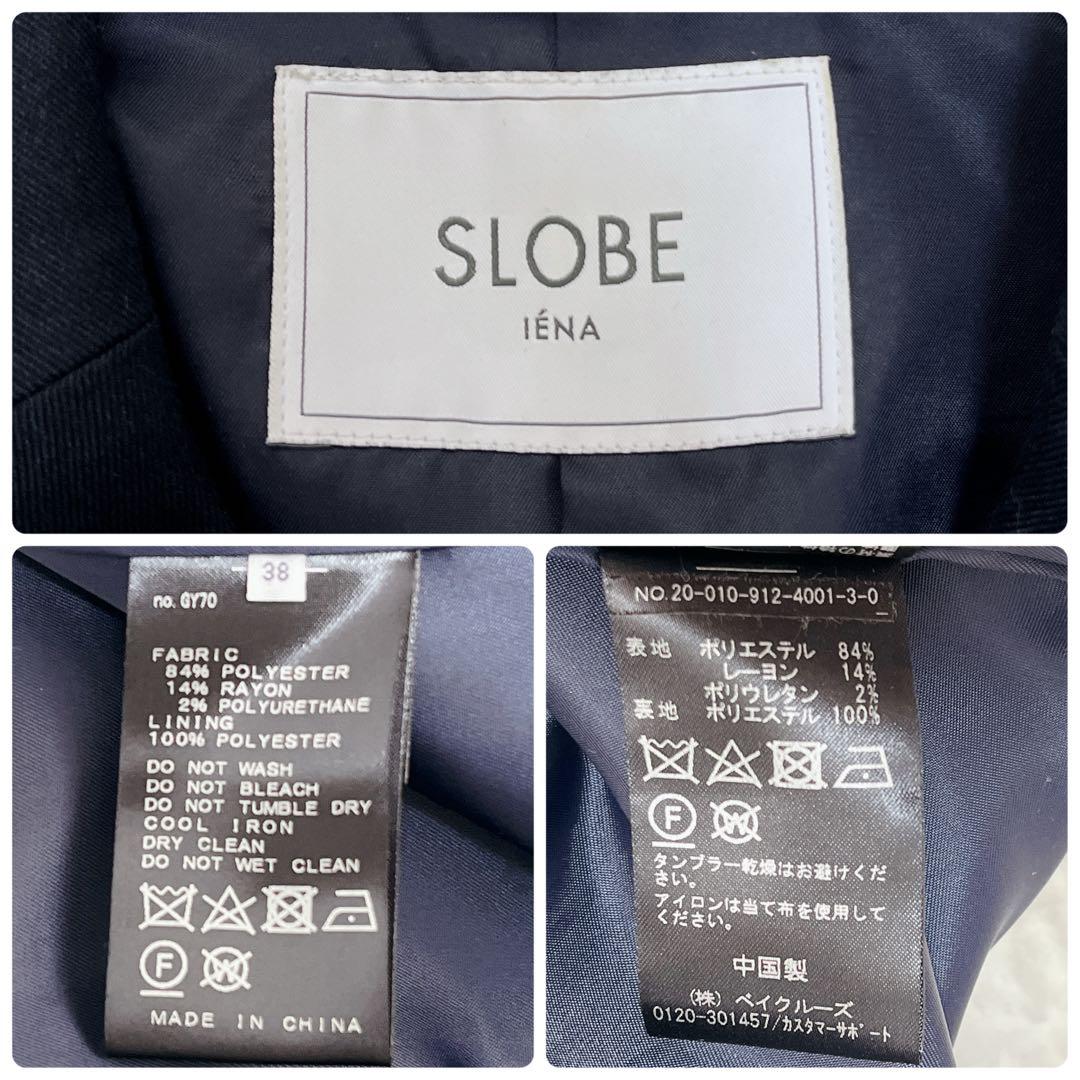 SLOBE
IÉNA
38
no. GY70
FABRIC
84% POLYESTER
14% RAYON
2% POLYURETHANE
LINING
100% POLYESTER
DO NOT WASH
DO NOT BLEACH
DO NOT TUMBLE DRY
COOL IRON
DRY CLEAN
DO NOT WET CLEAN
F W
MADE IN CHINA
NO.20-010-912-4001-3-0
表地 ポリエステル 84%
レーヨン 14%
ポリウレタン 2%
裏地 ポリエステル 100%
F W
タンブラー乾燥はお避けくだ
さい。
アイロンは当て布を使用して
ください。
中国製
(株) ベイクルーズ
0120-301457/カスタマーサポート